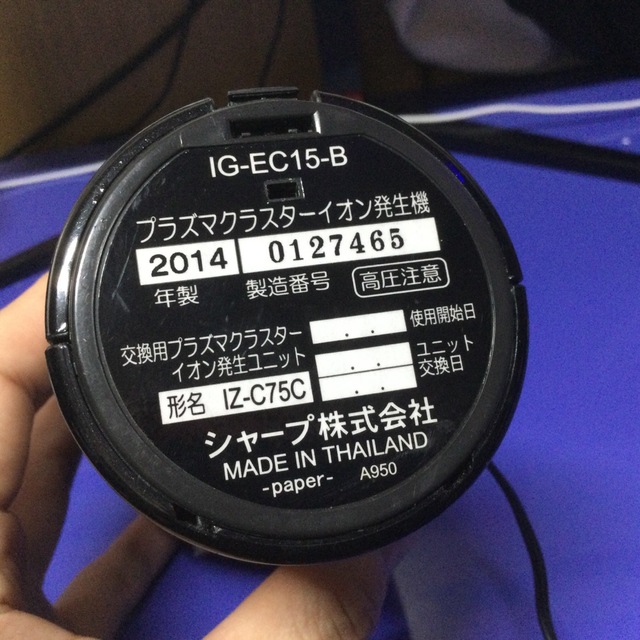 IG-EC15-B
プラズマクラスターイオン発生機
2014 0127465
年製 製造番号 高圧注意
交換用プラズマクラスター
イオン発生ユニット
. . 使用開始日
. . ユニット
. . 交換日
形名 IZ-C75C
シャープ株式会社
MADE IN THAILAND
-paper- A950